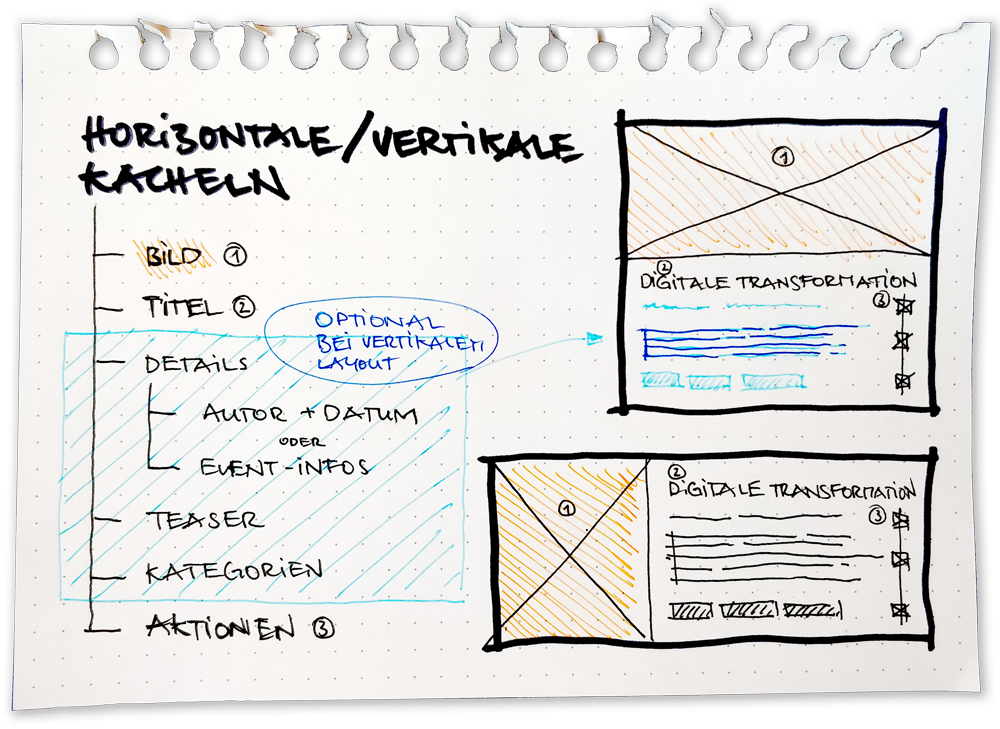 HORIZONTALE/VERTIKALE
KACHELN
BILD ①
TITEL ②
OPTIONAL
BEI VERTIKALEM
LAYOUT
DETAILS
AUTOR + DATUM
ODER
EVENT-INFOS
TEASER
KATEGORIEN
AKTIONEN ③
①
②
DIGITALE TRANSFORMATION
③
①
②
DIGITALE TRANSFORMATION
③